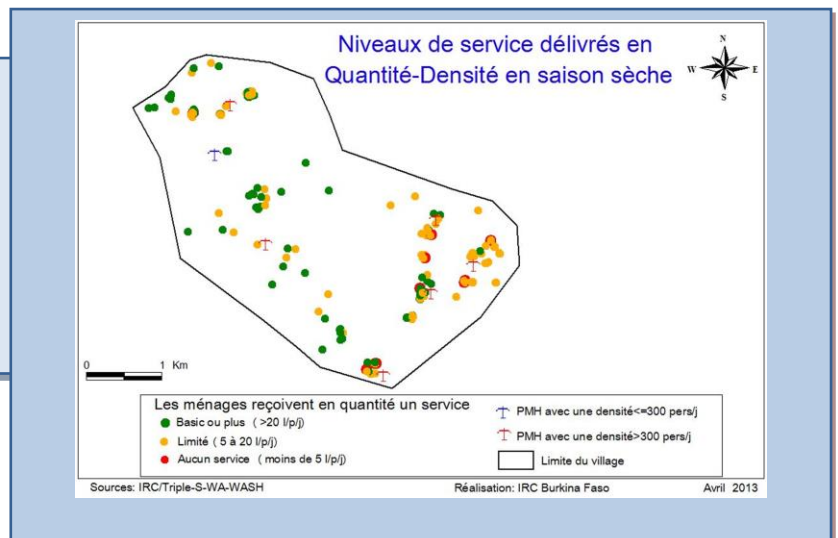 Niveaux de service délivrés en
Quantité-Densité en saison sèche
N
W
E
S
0 1 Km
Les ménages reçoivent en quantité un service
Basic ou plus ( >20 l/p/j)
Limité ( 5 à 20 l/p/j)
Aucun service ( moins de 5 l/p/j)
PMH avec une densité<=300 pers/j
PMH avec une densité>300 pers/j
Limite du village
Sources: IRC/Triple-S-WA-WASH
Réalisation: IRC Burkina Faso
Avril 2013